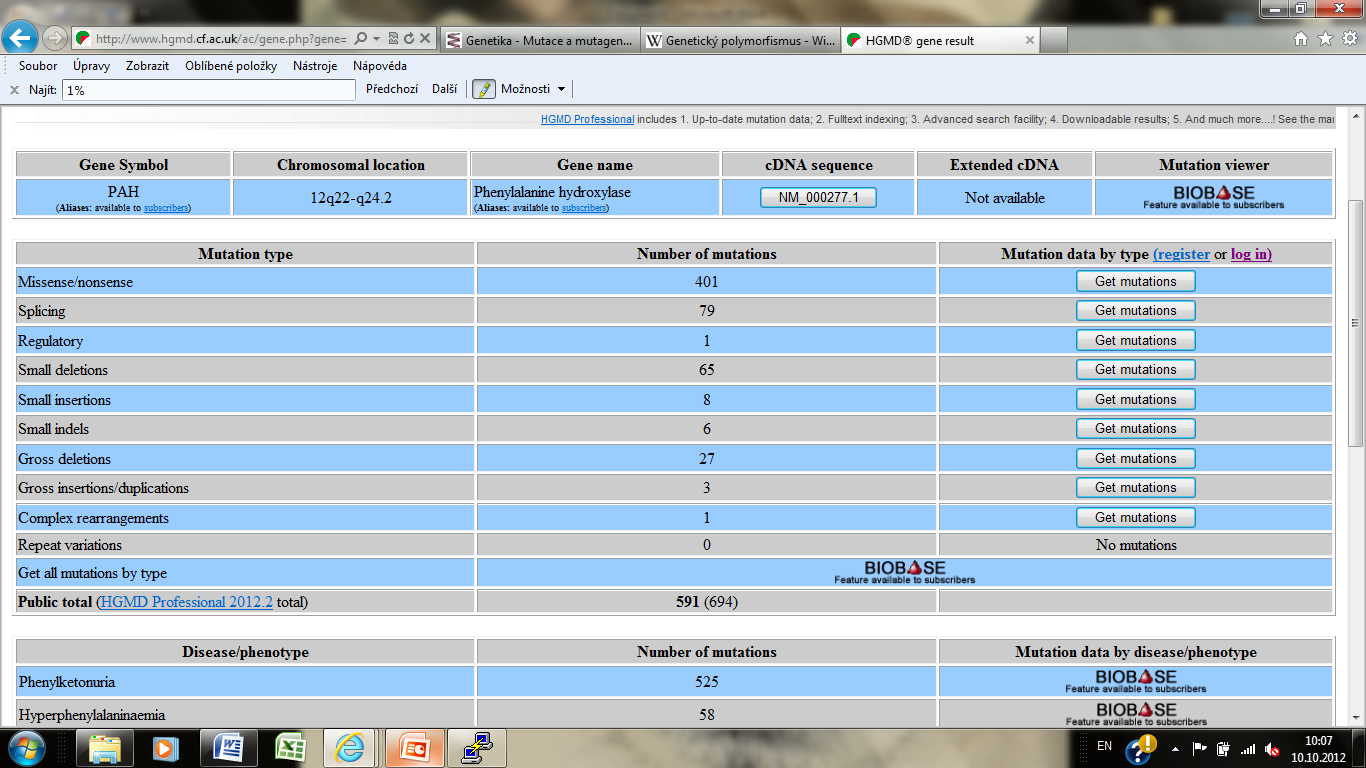 http://www.hgmd.cf.ac.uk/ac/gene.php?gene=
Genetika - Mutace a mutagen...
Genetický polymorfismus - Wi...
HGMD® gene result
Soubor Úpravy Zobrazit Oblíbené položky Nástroje Nápověda
Najít: 1% Předchozí Další Možnosti
HGMD Professional includes 1. Up-to-date mutation data; 2. Fulltext indexing; 3. Advanced search facility; 4. Downloadable results; 5. And much more....! See the
Gene Symbol Chromosomal location Gene name cDNA sequence Extended cDNA Mutation viewer
PAH 12q22-q24.2 Phenylalanine hydroxylase NM_000277.1 Not available BIOBASE
(Aliases: available to subscribers) (Aliases: available to subscribers) Feature available to subscribers
Mutation type Number of mutations Mutation data by type (register or log in)
Missense/nonsense 401 Get mutations
Splicing 79 Get mutations
Regulatory 1 Get mutations
Small deletions 65 Get mutations
Small insertions 8 Get mutations
Small indels 6 Get mutations
Gross deletions 27 Get mutations
Gross insertions/duplications 3 Get mutations
Complex rearrangements 1 Get mutations
Repeat variations 0 No mutations
Get all mutations by type BIOBASE
Feature available to subscribers
Public total (HGMD Professional 2012.2 total) 591 (694)
Disease/phenotype Number of mutations Mutation data by disease/phenotype
Phenylketonuria 525 BIOBASE
Feature available to subscribers
Hyperphenylalaninaemia 58 BIOBASE
Feature available to subscribers
EN 10:07
10.10.2012